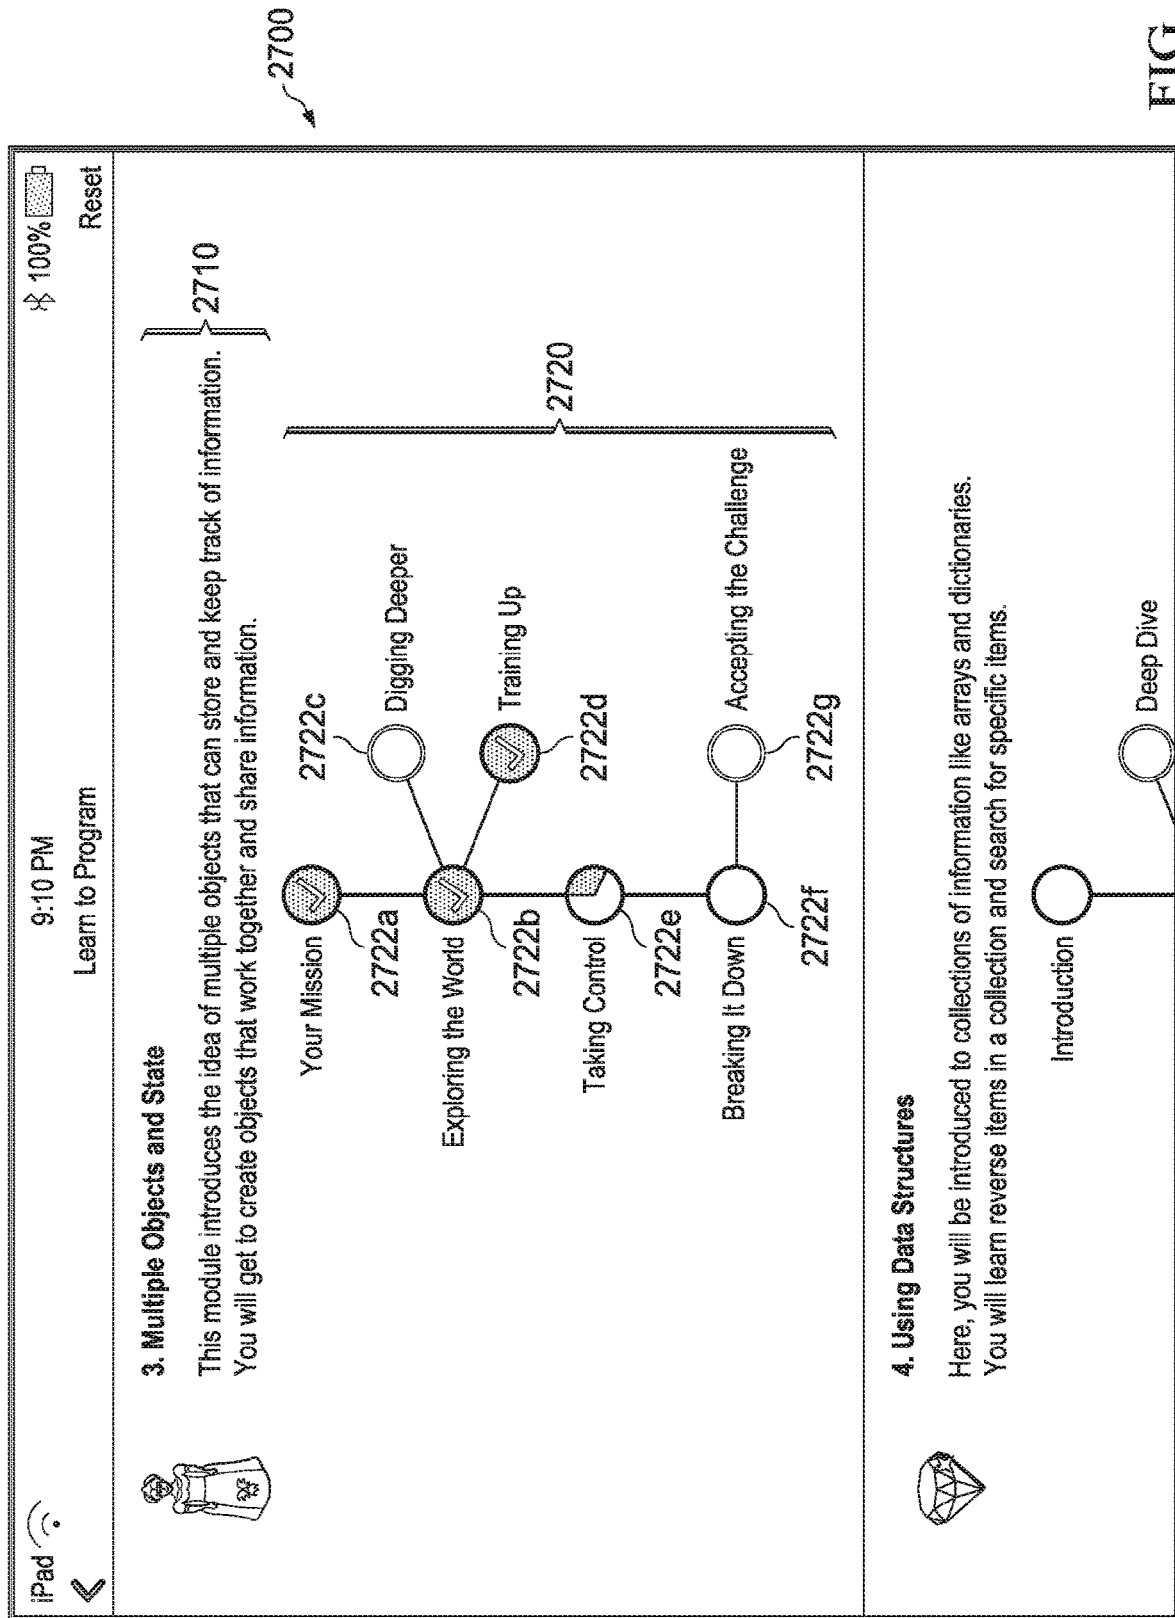 iPad 9:10 PM 100%
Learn to Program Reset
3. Multiple Objects and State
This module introduces the idea of multiple objects that can store and keep track of information.
You will get to create objects that work together and share information.
2710
2700
Your Mission
2722a
2722c
Digging Deeper
Exploring the World
2722b
Training Up
2722d
Taking Control
2722e
Breaking It Down
2722f
Accepting the Challenge
2722g
2720
4. Using Data Structures
Here, you will be introduced to collections of information like arrays and dictionaries.
You will learn reverse items in a collection and search for specific items.
Introduction
Deep Dive
FIG